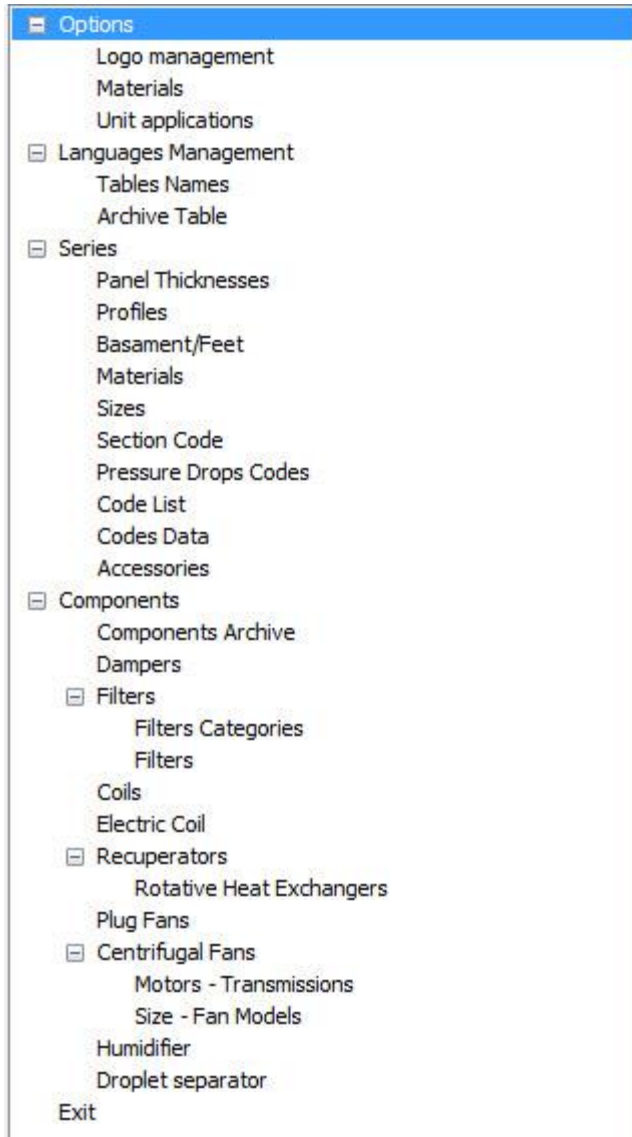 Options
Logo management
Materials
Unit applications
Languages Management
Tables Names
Archive Table
Series
Panel Thicknesses
Profiles
Basament/Feet
Materials
Sizes
Section Code
Pressure Drops Codes
Code List
Codes Data
Accessories
Components
Components Archive
Dampers
Filters
Filters Categories
Filters
Coils
Electric Coil
Recuperators
Rotative Heat Exchangers
Plug Fans
Centrifugal Fans
Motors - Transmissions
Size - Fan Models
Humidifier
Droplet separator
Exit